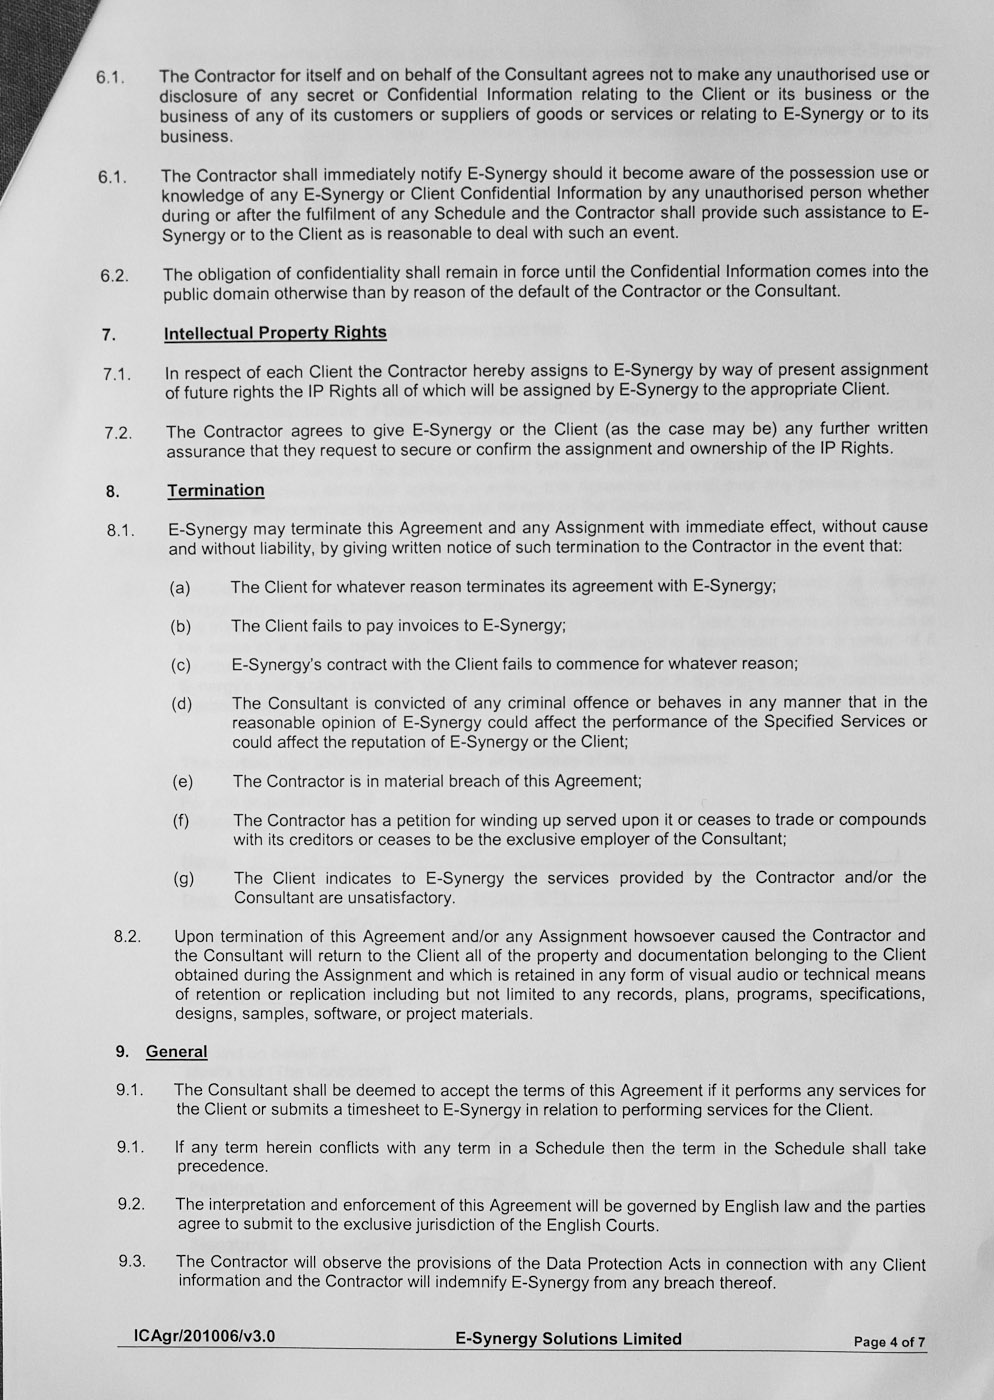 6.1. The Contractor for itself and on behalf of the Consultant agrees not to make any unauthorised use or
disclosure of any secret or Confidential Information relating to the Client or its business or the
business of any of its customers or suppliers of goods or services or relating to E-Synergy or to its
business.
6.1. The Contractor shall immediately notify E-Synergy should it become aware of the possession use or
knowledge of any E-Synergy or Client Confidential Information by any unauthorised person whether
during or after the fulfilment of any Schedule and the Contractor shall provide such assistance to E-
Synergy or to the Client as is reasonable to deal with such an event.
6.2. The obligation of confidentiality shall remain in force until the Confidential Information comes into the
public domain otherwise than by reason of the default of the Contractor or the Consultant.
7. Intellectual Property Rights
7.1. In respect of each Client the Contractor hereby assigns to E-Synergy by way of present assignment
of future rights the IP Rights all of which will be assigned by E-Synergy to the appropriate Client.
7.2. The Contractor agrees to give E-Synergy or the Client (as the case may be) any further written
assurance that they request to secure or confirm the assignment and ownership of the IP Rights.
8. Termination
8.1. E-Synergy may terminate this Agreement and any Assignment with immediate effect, without cause
and without liability, by giving written notice of such termination to the Contractor in the event that:
(a) The Client for whatever reason terminates its agreement with E-Synergy;
(b) The Client fails to pay invoices to E-Synergy;
(c) E-Synergy's contract with the Client fails to commence for whatever reason;
(d) The Consultant is convicted of any criminal offence or behaves in any manner that in the
reasonable opinion of E-Synergy could affect the performance of the Specified Services or
could affect the reputation of E-Synergy or the Client;
(e) The Contractor is in material breach of this Agreement;
(f) The Contractor has a petition for winding up served upon it or ceases to trade or compounds
with its creditors or ceases to be the exclusive employer of the Consultant;
(g) The Client indicates to E-Synergy the services provided by the Contractor and/or the
Consultant are unsatisfactory.
8.2. Upon termination of this Agreement and/or any Assignment howsoever caused the Contractor and
the Consultant will return to the Client all of the property and documentation belonging to the Client
obtained during the Assignment and which is retained in any form of visual audio or technical means
of retention or replication including but not limited to any records, plans, programs, specifications,
designs, samples, software, or project materials.
9. General
9.1. The Consultant shall be deemed to accept the terms of this Agreement if it performs any services for
the Client or submits a timesheet to E-Synergy in relation to performing services for the Client.
9.1. If any term herein conflicts with any term in a Schedule then the term in the Schedule shall take
precedence.
9.2. The interpretation and enforcement of this Agreement will be governed by English law and the parties
agree to submit to the exclusive jurisdiction of the English Courts.
9.3. The Contractor will observe the provisions of the Data Protection Acts in connection with any Client
information and the Contractor will indemnify E-Synergy from any breach thereof.
ICAgr/201006/v3.0 E-Synergy Solutions Limited Page 4 of 7